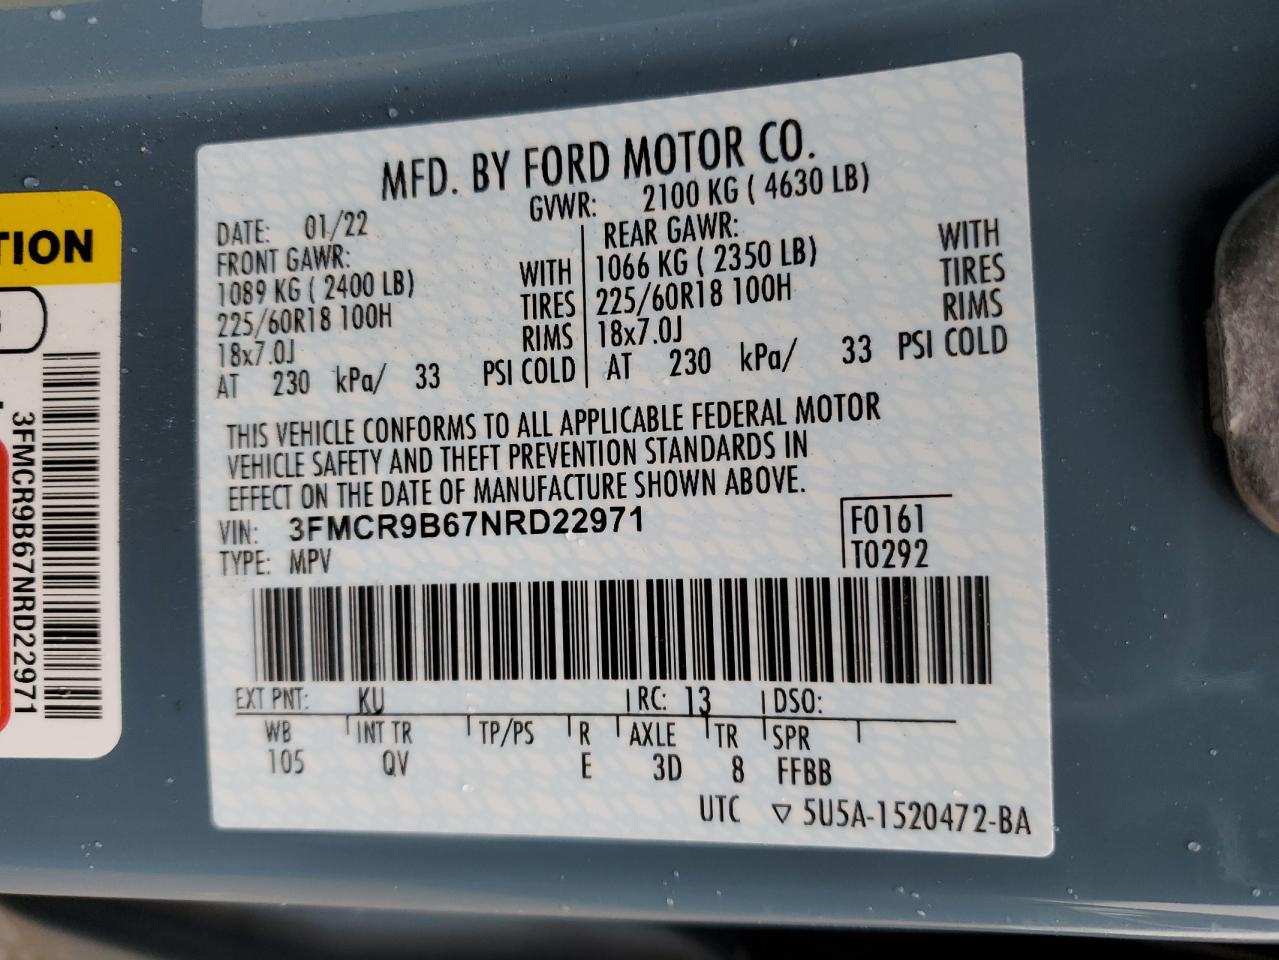 MFD. BY FORD MOTOR CO.
DATE: 01/22 GVWR: 2100 KG ( 4630 LB)
FRONT GAWR: REAR GAWR:
1089 KG ( 2400 LB) WITH 1066 KG ( 2350 LB) WITH
225/60R18 100H TIRES 225/60R18 100H TIRES
18x7.0J RIMS 18x7.0J RIMS
AT 230 kPa/ 33 PSI COLD AT 230 kPa/ 33 PSI COLD
THIS VEHICLE CONFORMS TO ALL APPLICABLE FEDERAL MOTOR
VEHICLE SAFETY AND THEFT PREVENTION STANDARDS IN
EFFECT ON THE DATE OF MANUFACTURE SHOWN ABOVE.
VIN: 3FMCR9B67NRD22971 F0161
TYPE: MPV T0292
EXT PNT: KU RC: 13 DSO:
WB INT TR TP/PS R AXLE TR SPR
105 QV E 3D 8 FFBB
UTC ▽ 5U5A-1520472-BA
TION
3FMCR9B67NRD22971